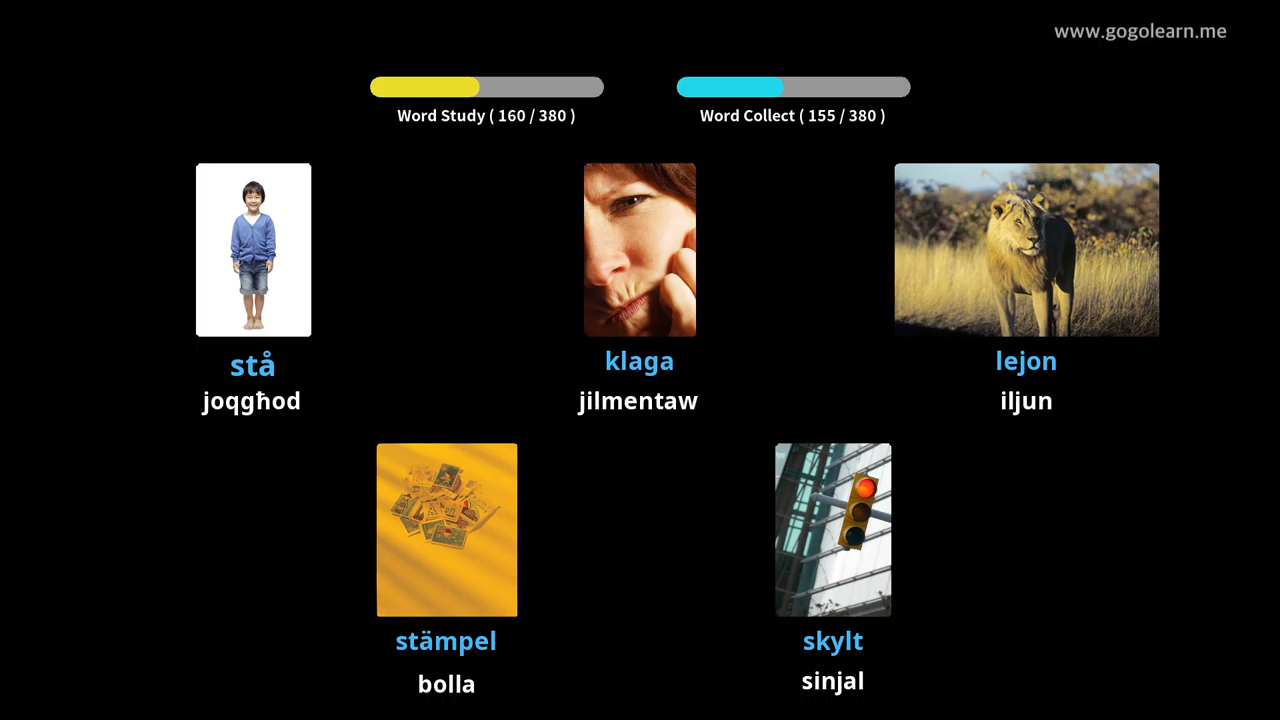 www.gogolearn.me
Word Study ( 160 / 380 )
Word Collect ( 155 / 380 )
stå
joqgħod
klaga
jilmentaw
lejon
iljun
stämpel
bolla
skylt
sinjal